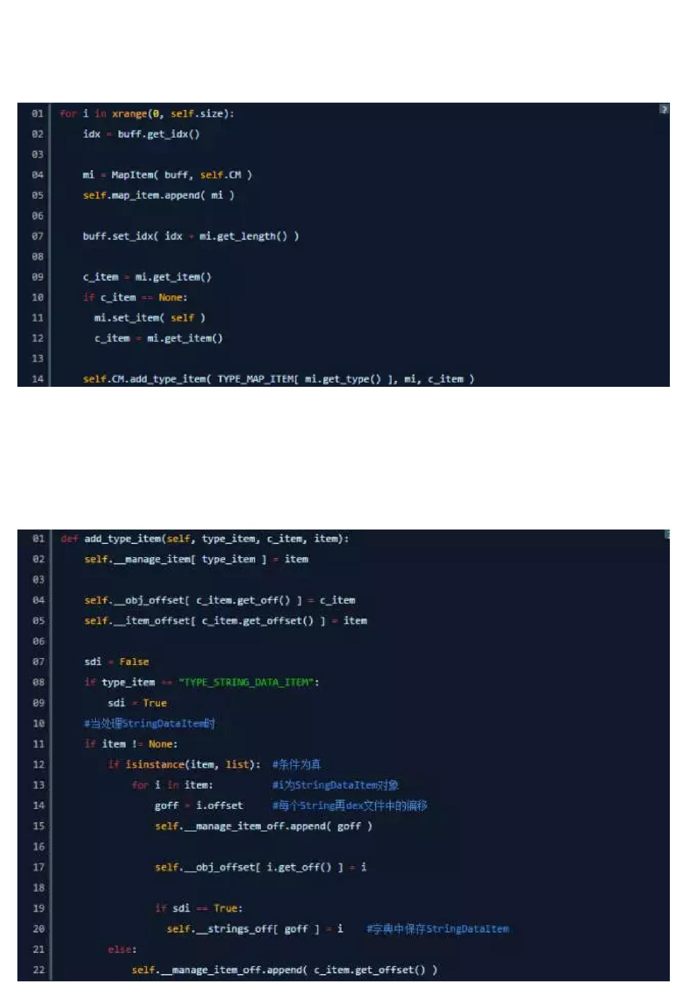 01 for i in xrange(0, self.size):
02 idx = buff.get_idx()
03
04 mi = MapItem( buff, self.CM )
05 self.map_item.append( mi )
06
07 buff.set_idx( idx + mi.get_length() )
08
09 c_item = mi.get_item()
10 if c_item == None:
11 mi.set_item( self )
12 c_item = mi.get_item()
13
14 self.CM.add_type_item( TYPE_MAP_ITEM[ mi.get_type() ], mi, c_item )
01 def add_type_item(self, type_item, c_item, item):
02 self.__manage_item[ type_item ] = item
03
04 self.__obj_offset[ c_item.get_off() ] = c_item
05 self.__item_offset[ c_item.get_offset() ] = item
06
07 sdi = False
08 if type_item == "TYPE_STRING_DATA_ITEM":
09 sdi = True
10 #当处理StringDataItem时
11 if item != None:
12 if isinstance(item, list): #条件为真
13 for i in item: #i为StringDataItem对象
14 goff = i.offset #每个String再dex文件中的偏移
15 self.__manage_item_off.append( goff )
16
17 self.__obj_offset[ i.get_off() ] = i
18
19 if sdi == True:
20 self.__strings_off[ goff ] = i #字典中保存StringDataItem
21 else:
22 self.__manage_item_off.append( c_item.get_offset() )